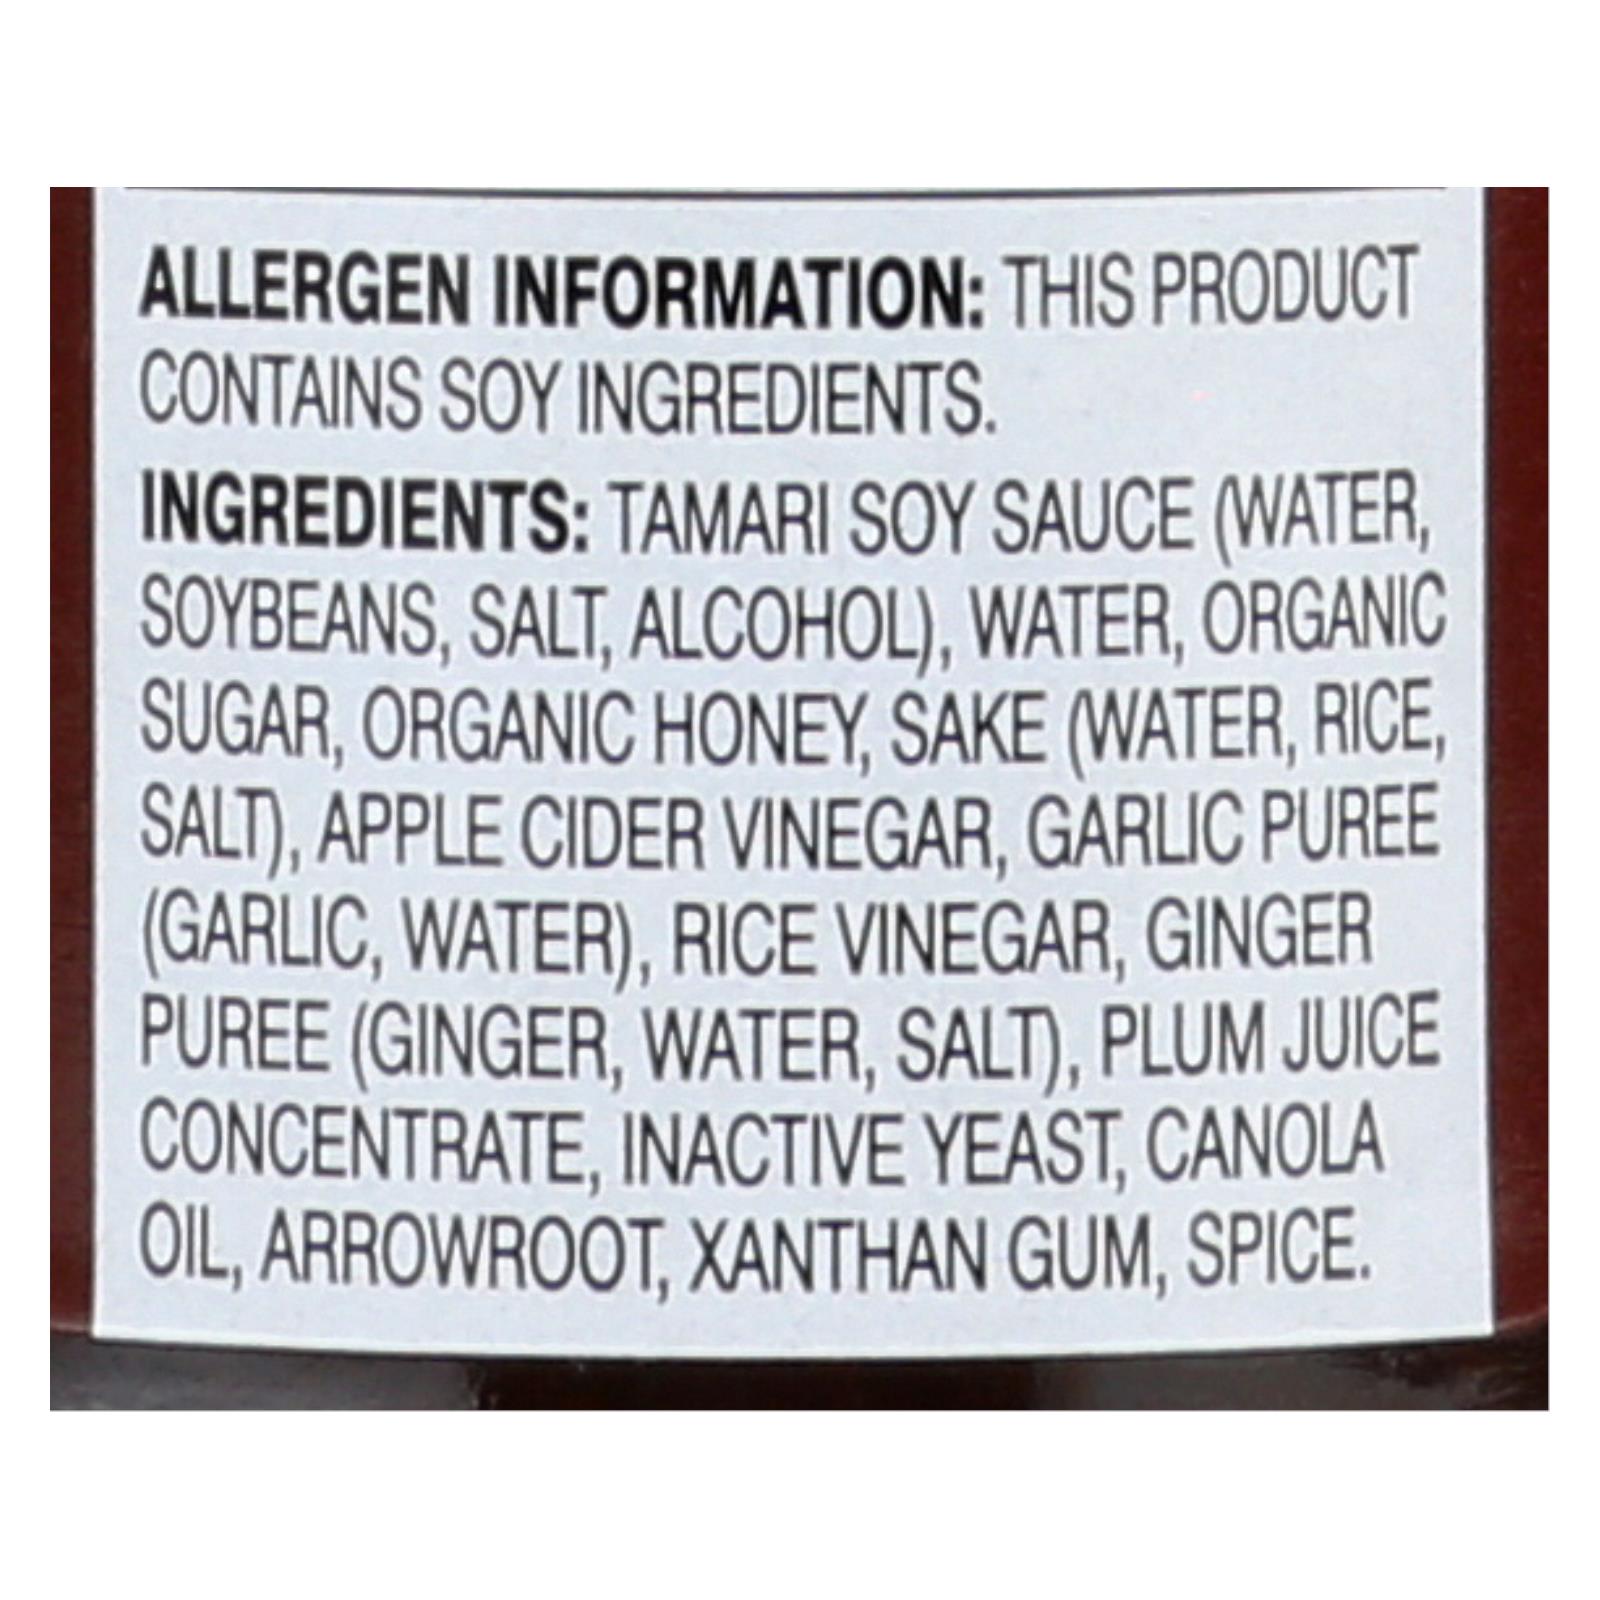 ALLERGEN INFORMATION: THIS PRODUCT
CONTAINS SOY INGREDIENTS.
INGREDIENTS: TAMARI SOY SAUCE (WATER,
SOYBEANS, SALT, ALCOHOL), WATER, ORGANIC
SUGAR, ORGANIC HONEY, SAKE (WATER, RICE,
SALT), APPLE CIDER VINEGAR, GARLIC PUREE
(GARLIC, WATER), RICE VINEGAR, GINGER
PUREE (GINGER, WATER, SALT), PLUM JUICE
CONCENTRATE, INACTIVE YEAST, CANOLA
OIL, ARROWROOT, XANTHAN GUM, SPICE.